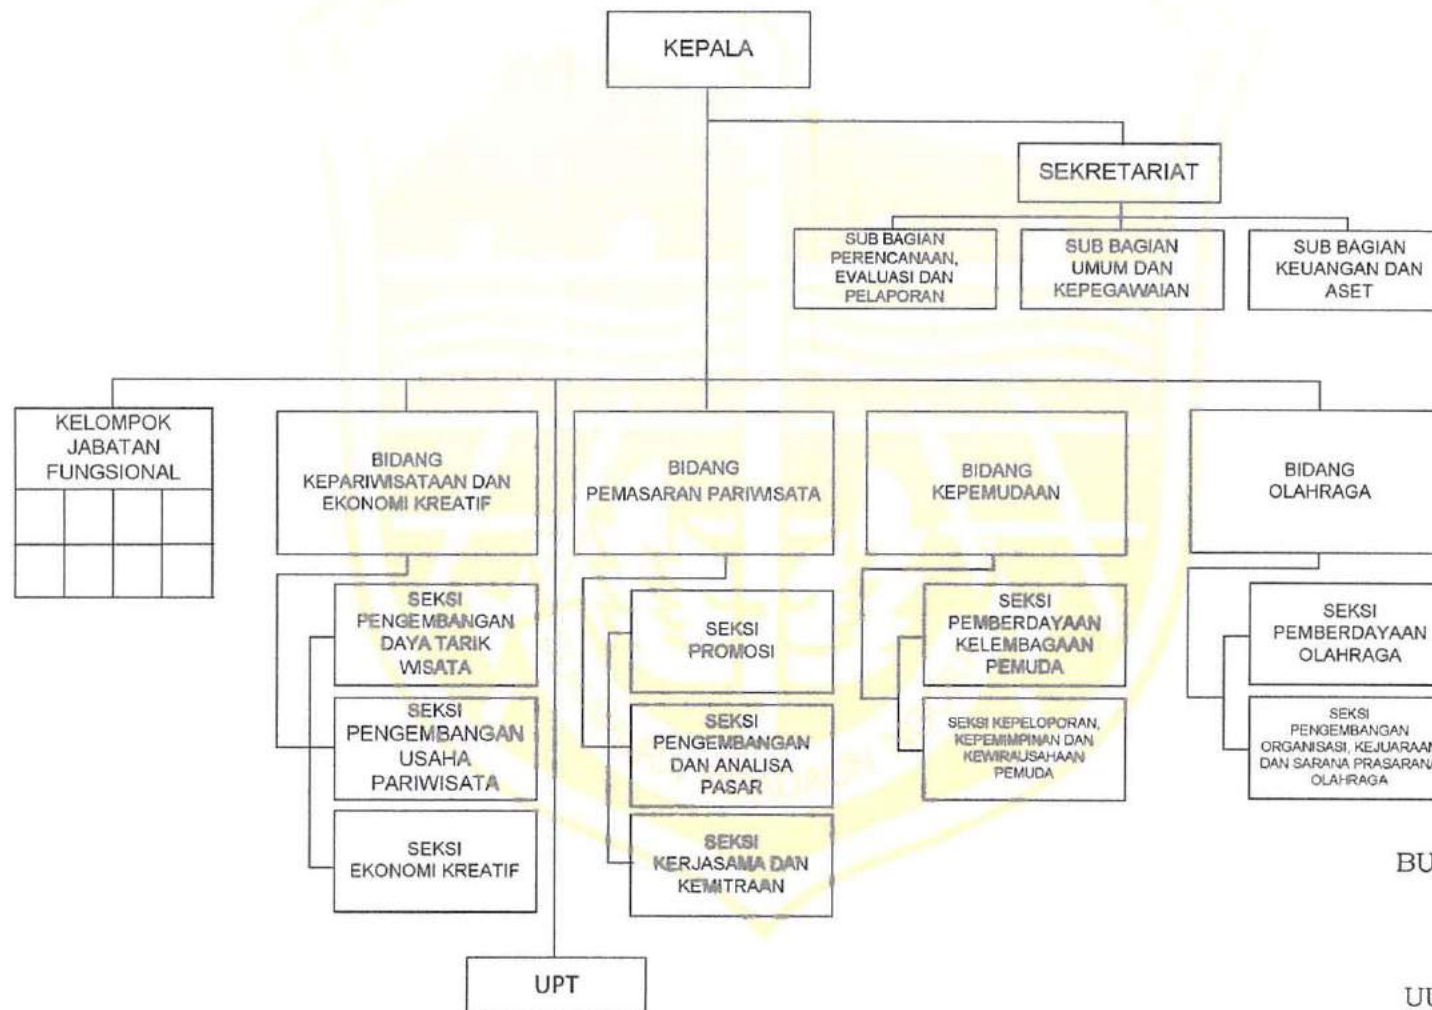 KEPALA
SEKRETARIAT
SUB BAGIAN
PERENCANAAN,
EVALUASI DAN
PELAPORAN
SUB BAGIAN
UMUM DAN
KEPEGAWAIAN
SUB BAGIAN
KEUANGAN DAN
ASET
KELOMPOK
JABATAN
FUNGSIONAL
BIDANG
KEPARIWISATAAN DAN
EKONOMI KREATIF
BIDANG
PEMASARAN PARIWISATA
BIDANG
KEPEMUDAAN
BIDANG
OLAHRAGA
SEKSI
PENGEMBANGAN
DAYA TARIK
WISATA
SEKSI
PENGEMBANGAN
USAHA
PARIWISATA
SEKSI
EKONOMI KREATIF
SEKSI
PROMOSI
SEKSI
PENGEMBANGAN
DAN ANALISA
PASAR
SEKSI
KERJASAMA DAN
KEMITRAAN
SEKSI
PEMBERDAYAAN
KELEMBAGAAN
PEMUDA
SEKSI KEPELOPORAN,
KEPEMIMPINAN DAN
KEWIRAUSAHAAN
PEMUDA
SEKSI
PEMBERDAYAAN
OLAHRAGA
SEKSI
PENGEMBANGAN
ORGANISASI, KEJUARAAN
DAN SARANA PRASARANA
OLAHRAGA
UPT
BU